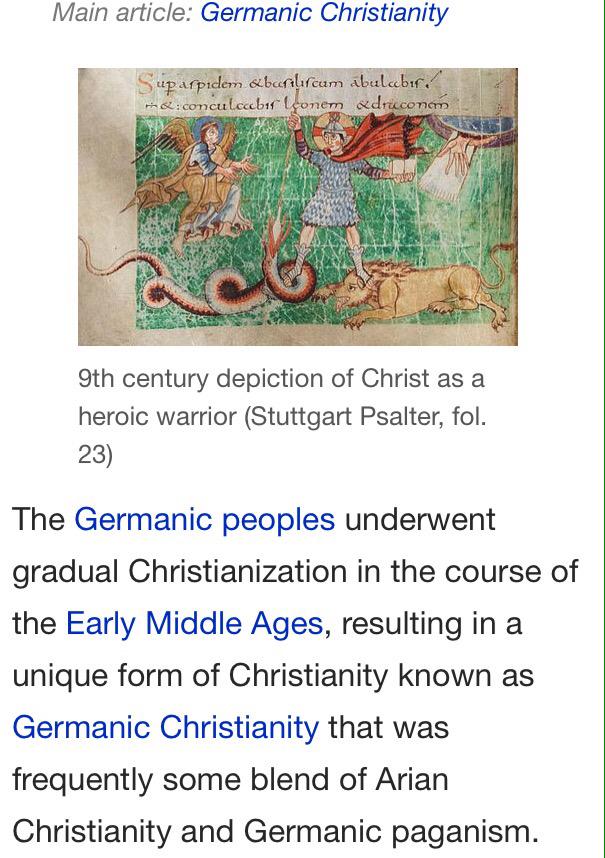 Main article: Germanic Christianity
Sup aspidem &basiliscum abulabis.
&:conculcabis leonem &draconem
9th century depiction of Christ as a
heroic warrior (Stuttgart Psalter, fol.
23)
The Germanic peoples underwent
gradual Christianization in the course of
the Early Middle Ages, resulting in a
unique form of Christianity known as
Germanic Christianity that was
frequently some blend of Arian
Christianity and Germanic paganism.